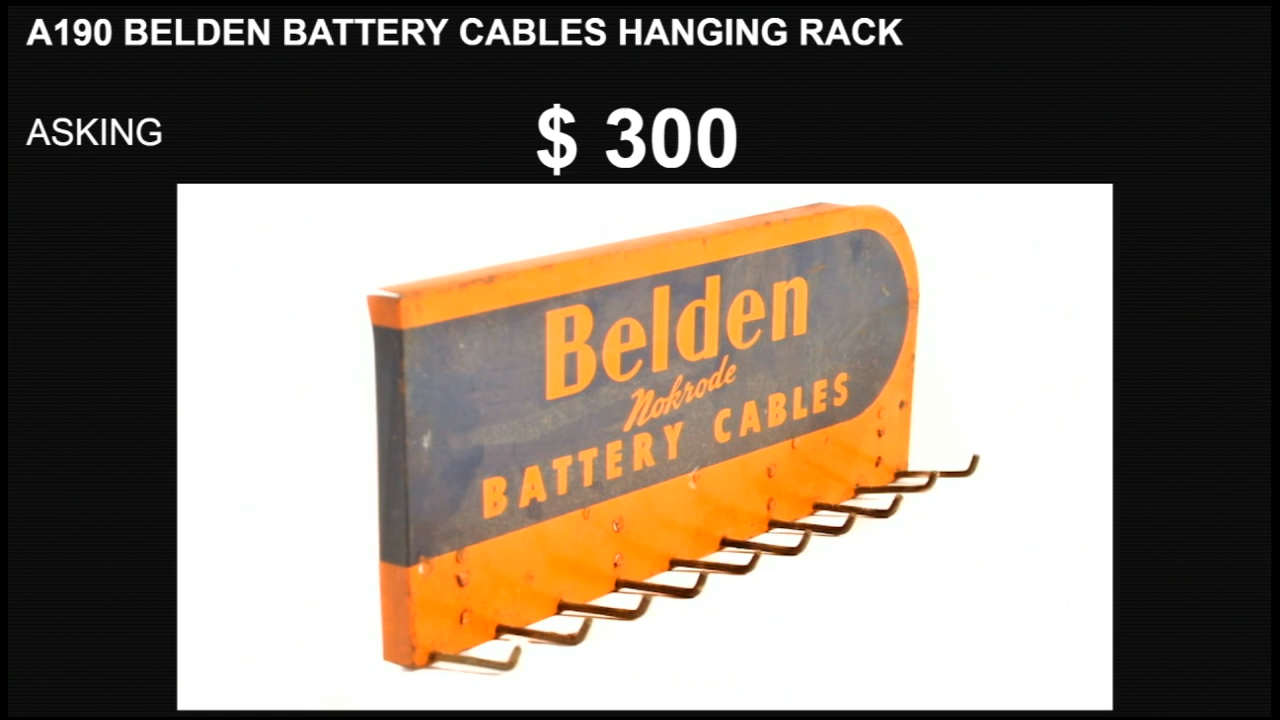 A190 BELDEN BATTERY CABLES HANGING RACK
ASKING
$ 300
Belden
Nokrode
BATTERY CABLES